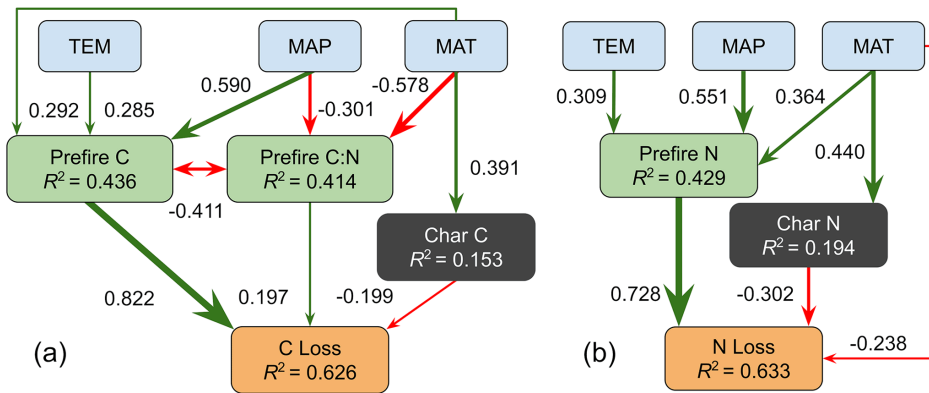 TEM
MAP
MAT
0.292
0.285
0.590
-0.301
-0.578
Prefire C
R² = 0.436
Prefire C:N
R² = 0.414
-0.411
0.391
Char C
R² = 0.153
0.822
0.197
-0.199
(a)
C Loss
R² = 0.626
TEM
MAP
MAT
0.309
0.551
0.364
Prefire N
R² = 0.429
0.440
Char N
R² = 0.194
0.728
-0.302
(b)
N Loss
R² = 0.633
-0.238